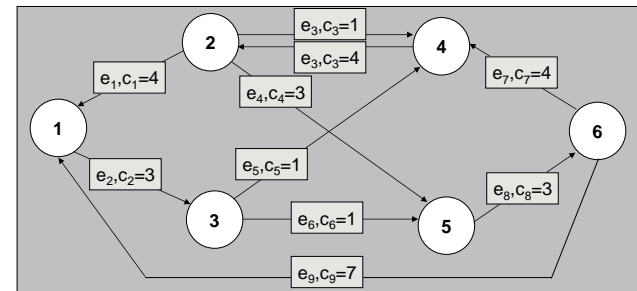 e₃,c₃=1
2
4
e₃,c₃=4
e₁,c₁=4
e₇,c₇=4
e₄,c₄=3
1
6
e₅,c₅=1
e₂,c₂=3
e₈,c₈=3
3
e₆,c₆=1
5
e₉,c₉=7